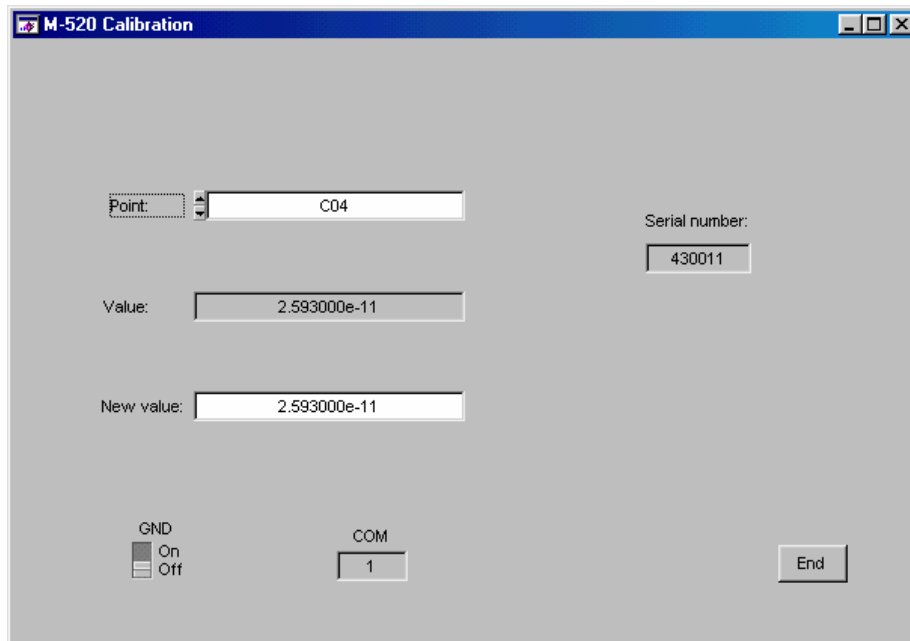 M-520 Calibration
Point:
C04
Serial number:
430011
Value:
2.593000e-11
New value:
2.593000e-11
GND
On
Off
COM
1
End